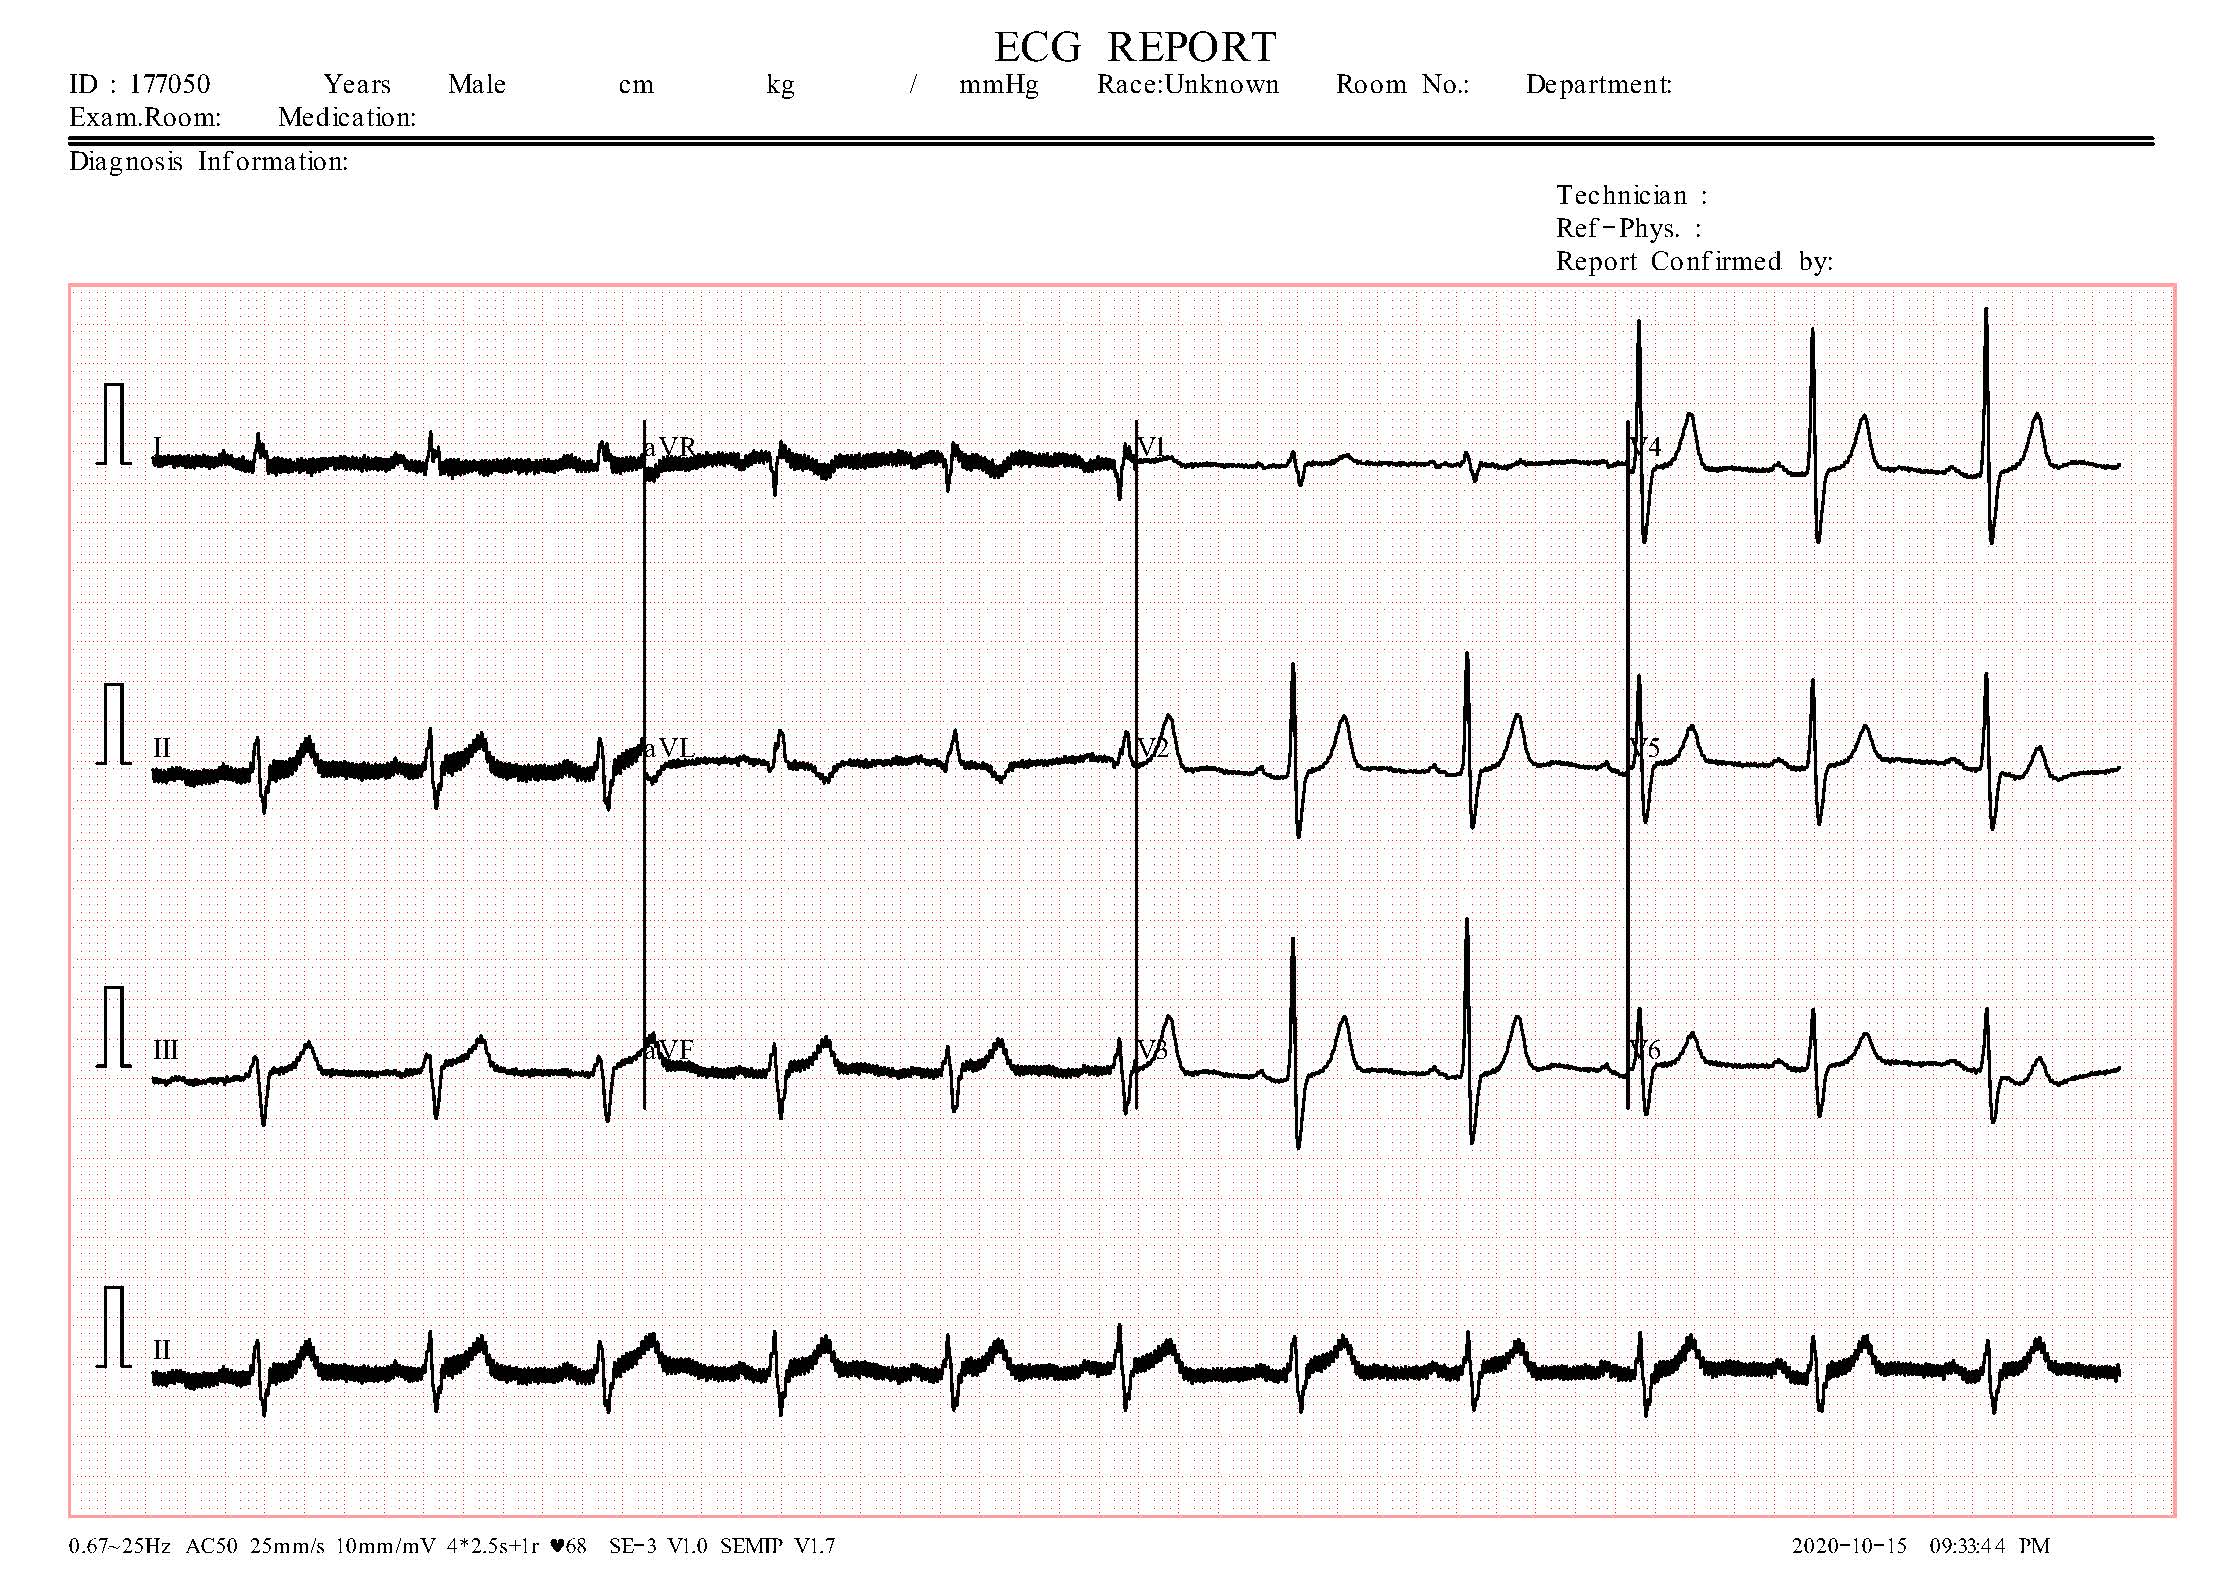 ECG REPORT
ID : 177050 Years Male cm kg / mmHg Race:Unknown Room No.: Department:
Exam.Room: Medication:
Diagnosis Information:
Technician :
Ref-Phys. :
Report Confirmed by:
I aVR V1 V4
II aVL V2 V5
III aVF V3 V6
II
0.67~25Hz AC50 25mm/s 10mm/mV 4*2.5s+1r ♥68 SE-3 V1.0 SEMIP V1.7 2020-10-15 09:33:44 PM